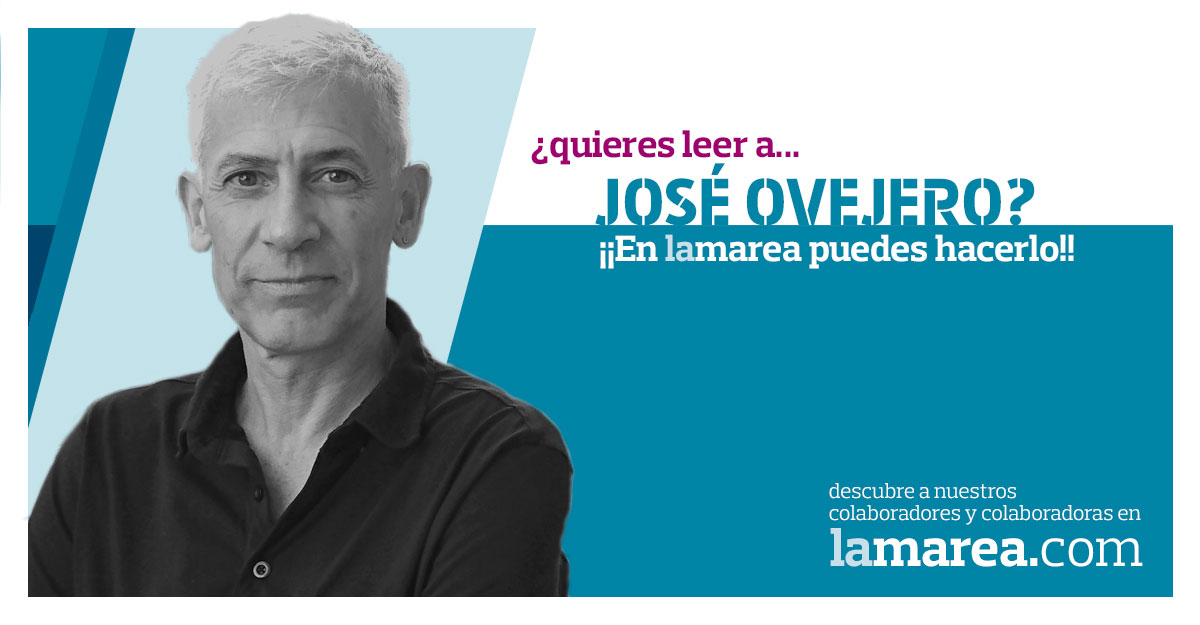 ¿quieres leer a...
JOSÉ OVEJERO?
¡¡En lamarea puedes hacerlo!!
descubre a nuestros
colaboradores y colaboradoras en
lamarea.com